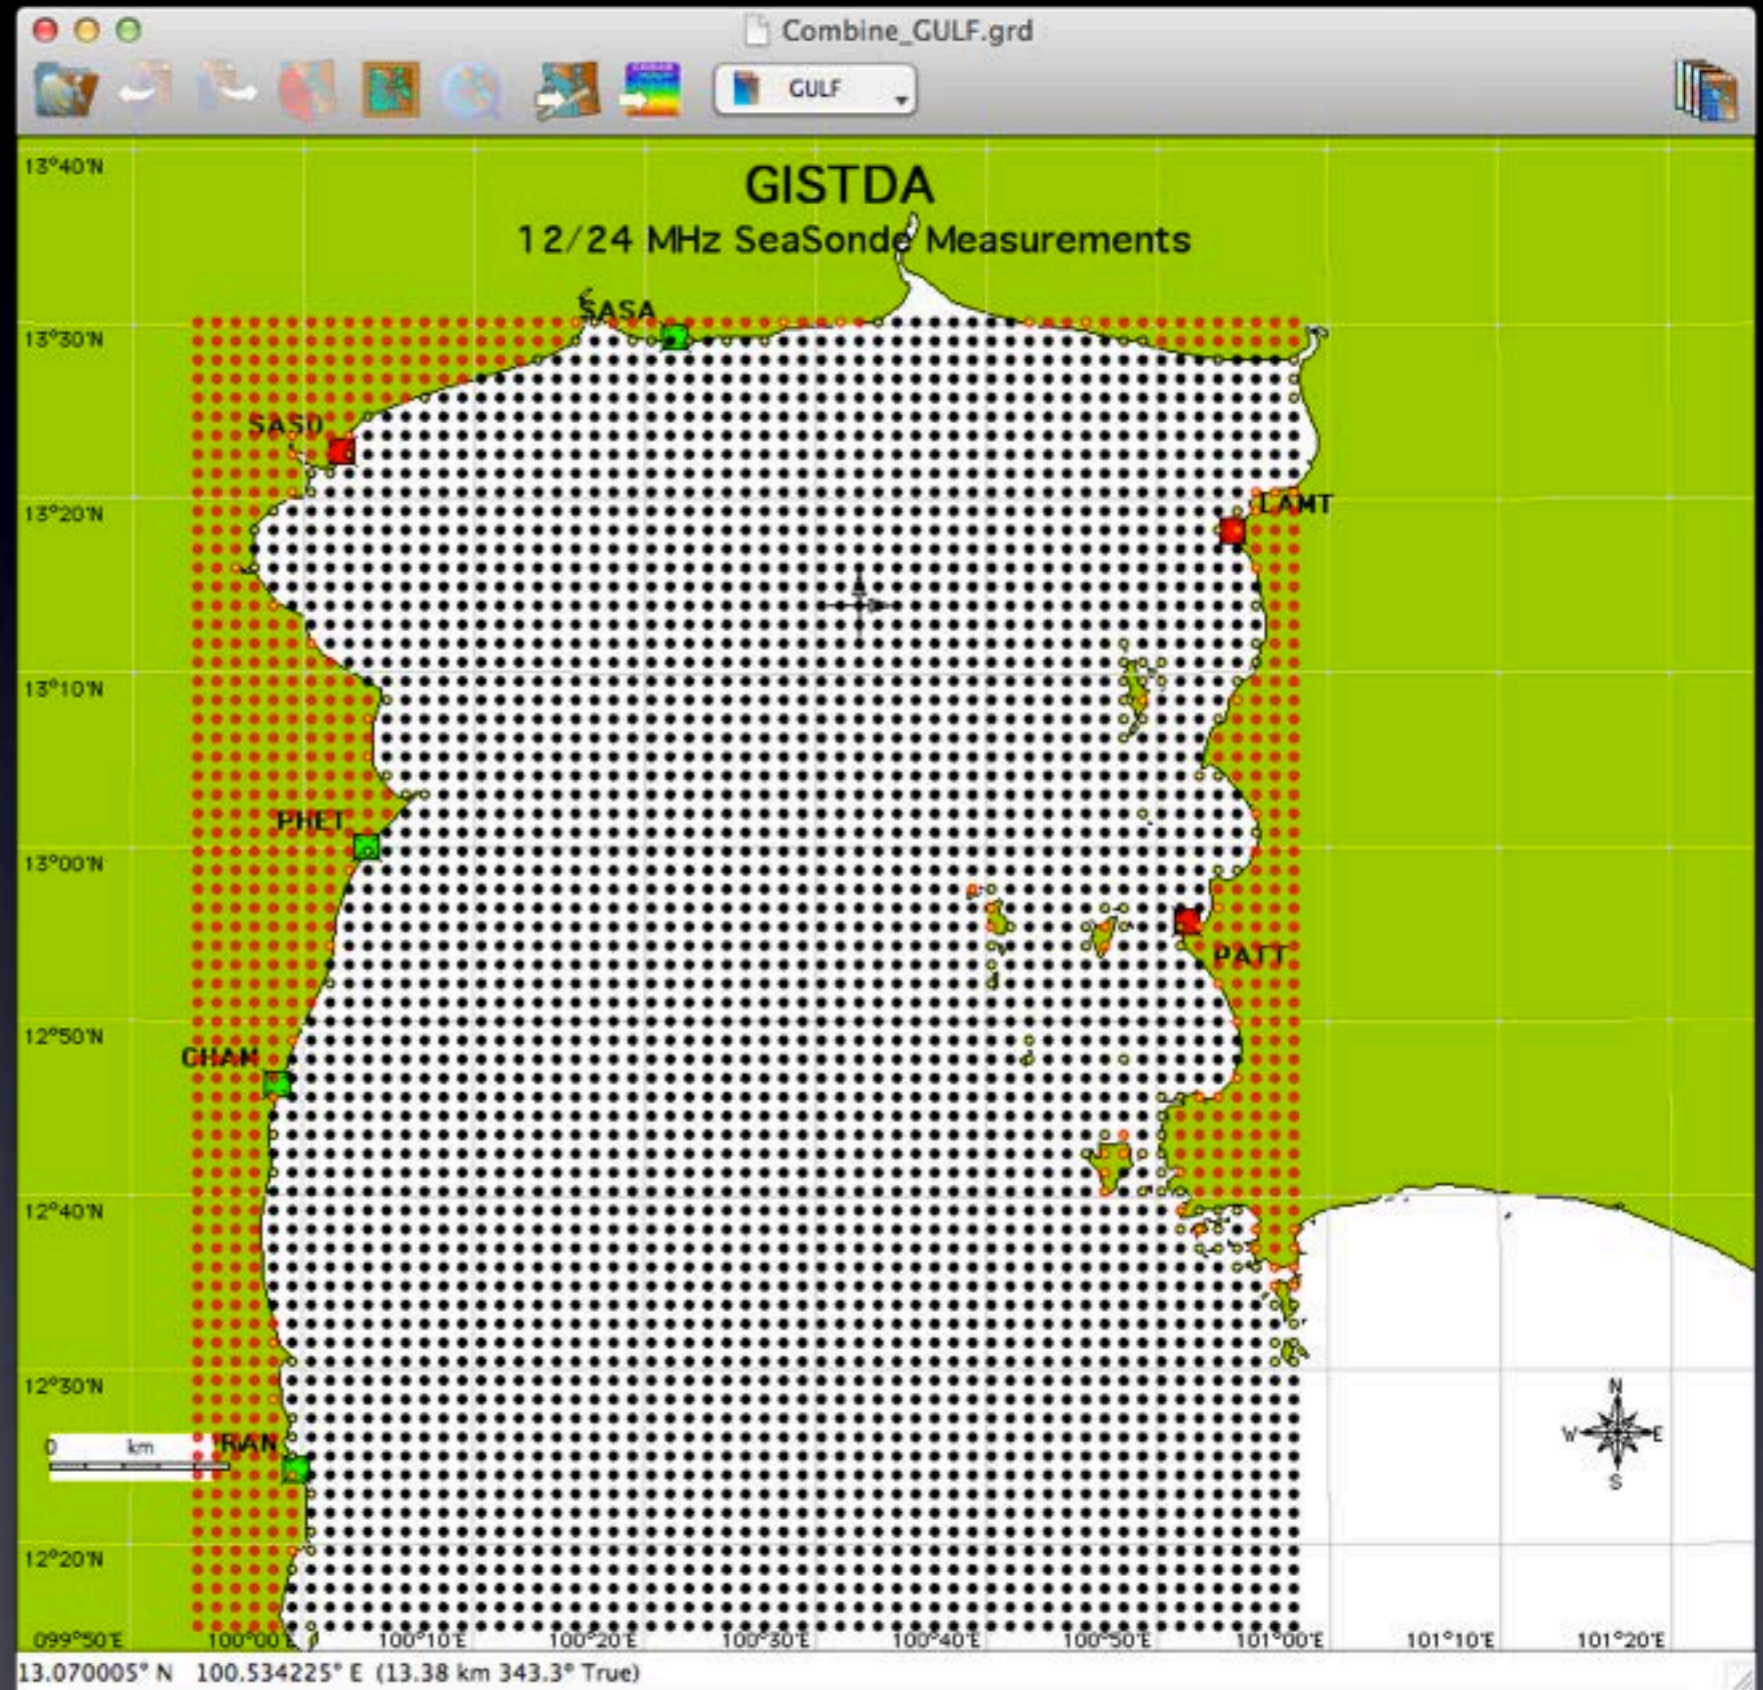 Combine_GULF.grd
GULF
13°40'N
GISTDA
12/24 MHz SeaSonde Measurements
SASA
13°30'N
SASD
LAMT
13°20'N
13°10'N
PHET
13°00'N
PATT
12°50'N
CHAM
12°40'N
12°30'N
N
W E
S
0 km
RAN
12°20'N
099°50'E 100°00'E 100°10'E 100°20'E 100°30'E 100°40'E 100°50'E 101°00'E 101°10'E 101°20'E
13.070005° N 100.534225° E (13.38 km 343.3° True)